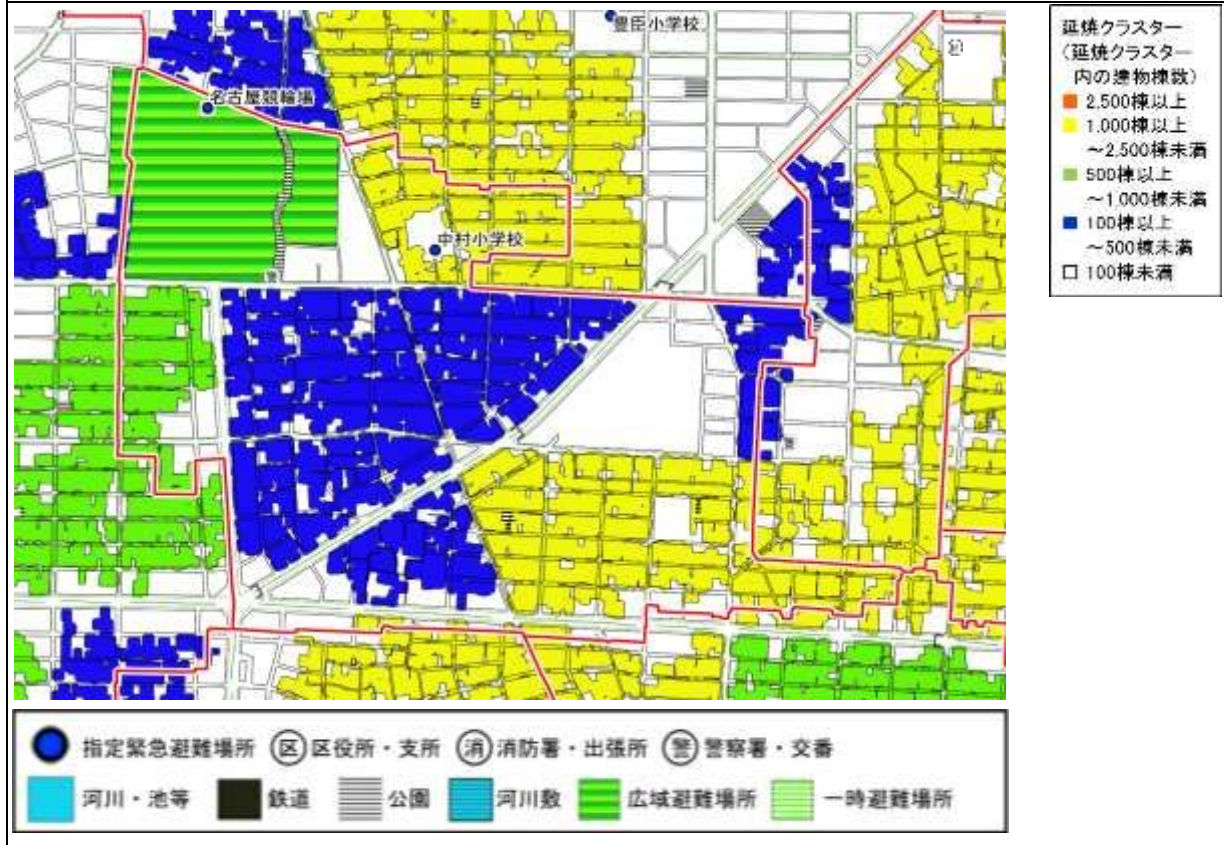 豊臣小学校
名古屋競輪場
中村小学校
延焼クラスター
(延焼クラスター
内の建物棟数)
2,500棟以上
1,000棟以上
~2,500棟未満
500棟以上
~1,000棟未満
100棟以上
~500棟未満
100棟未満
指定緊急避難場所 区 区役所・支所 消 消防署・出張所 警 警察署・交番
河川・池等 鉄道 公園 河川敷 広域避難場所 一時避難場所